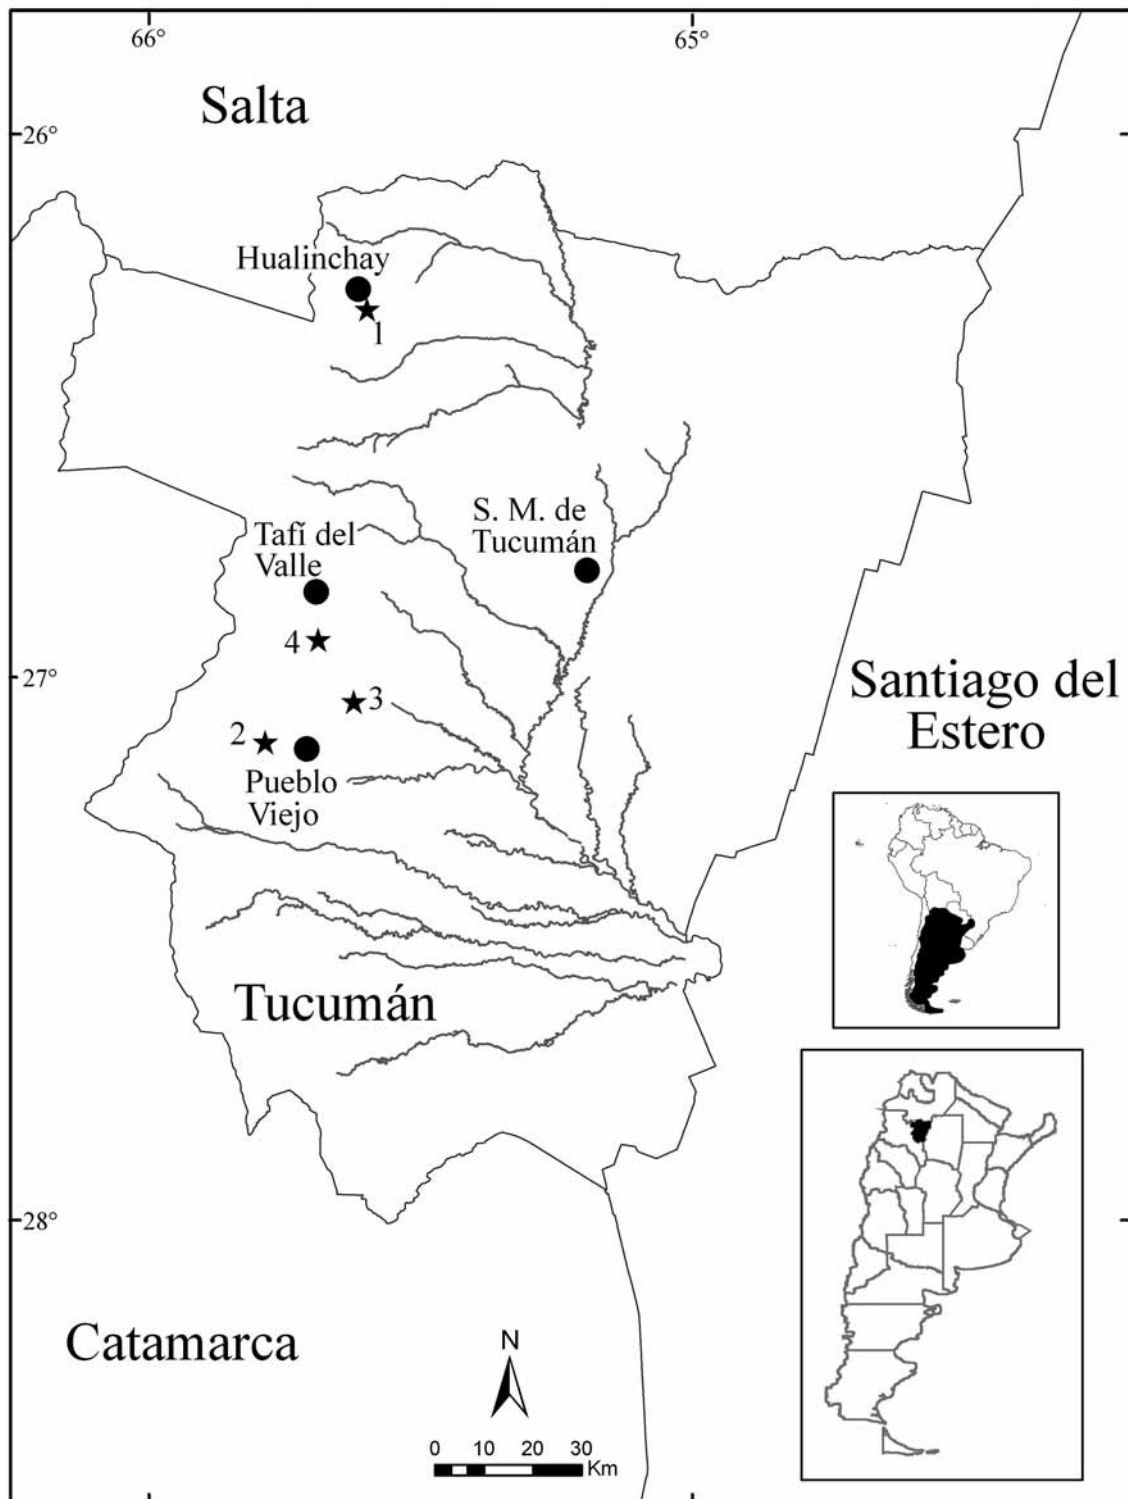 66°
65°
Salta
26°
Hualinchay
1
S. M. de
Tucumán
Tafí del
Valle
4
27°
3
Santiago del
Estero
2
Pueblo
Viejo
Tucumán
28°
Catamarca
N
0 10 20 30
Km